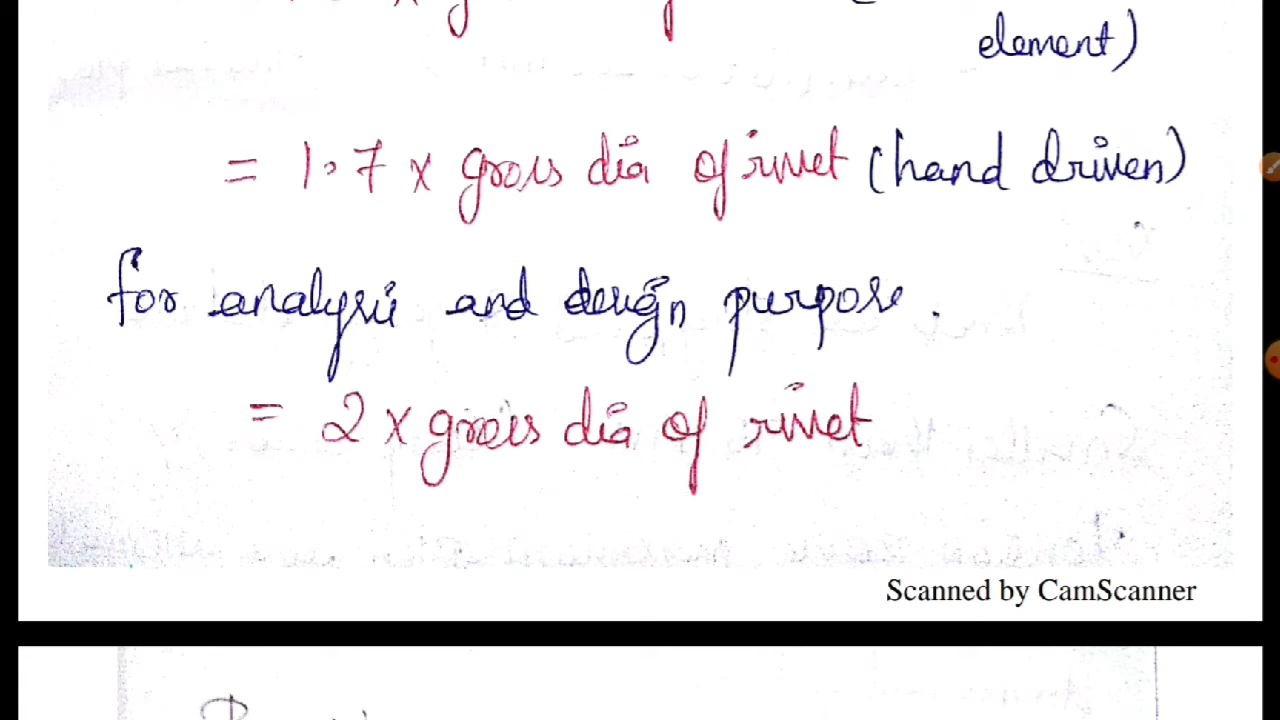 element)
= 1.7 x gross dia of rivet (hand driven)
for analysis and design purpose.
= 2 x gross dia of rivet
Scanned by CamScanner